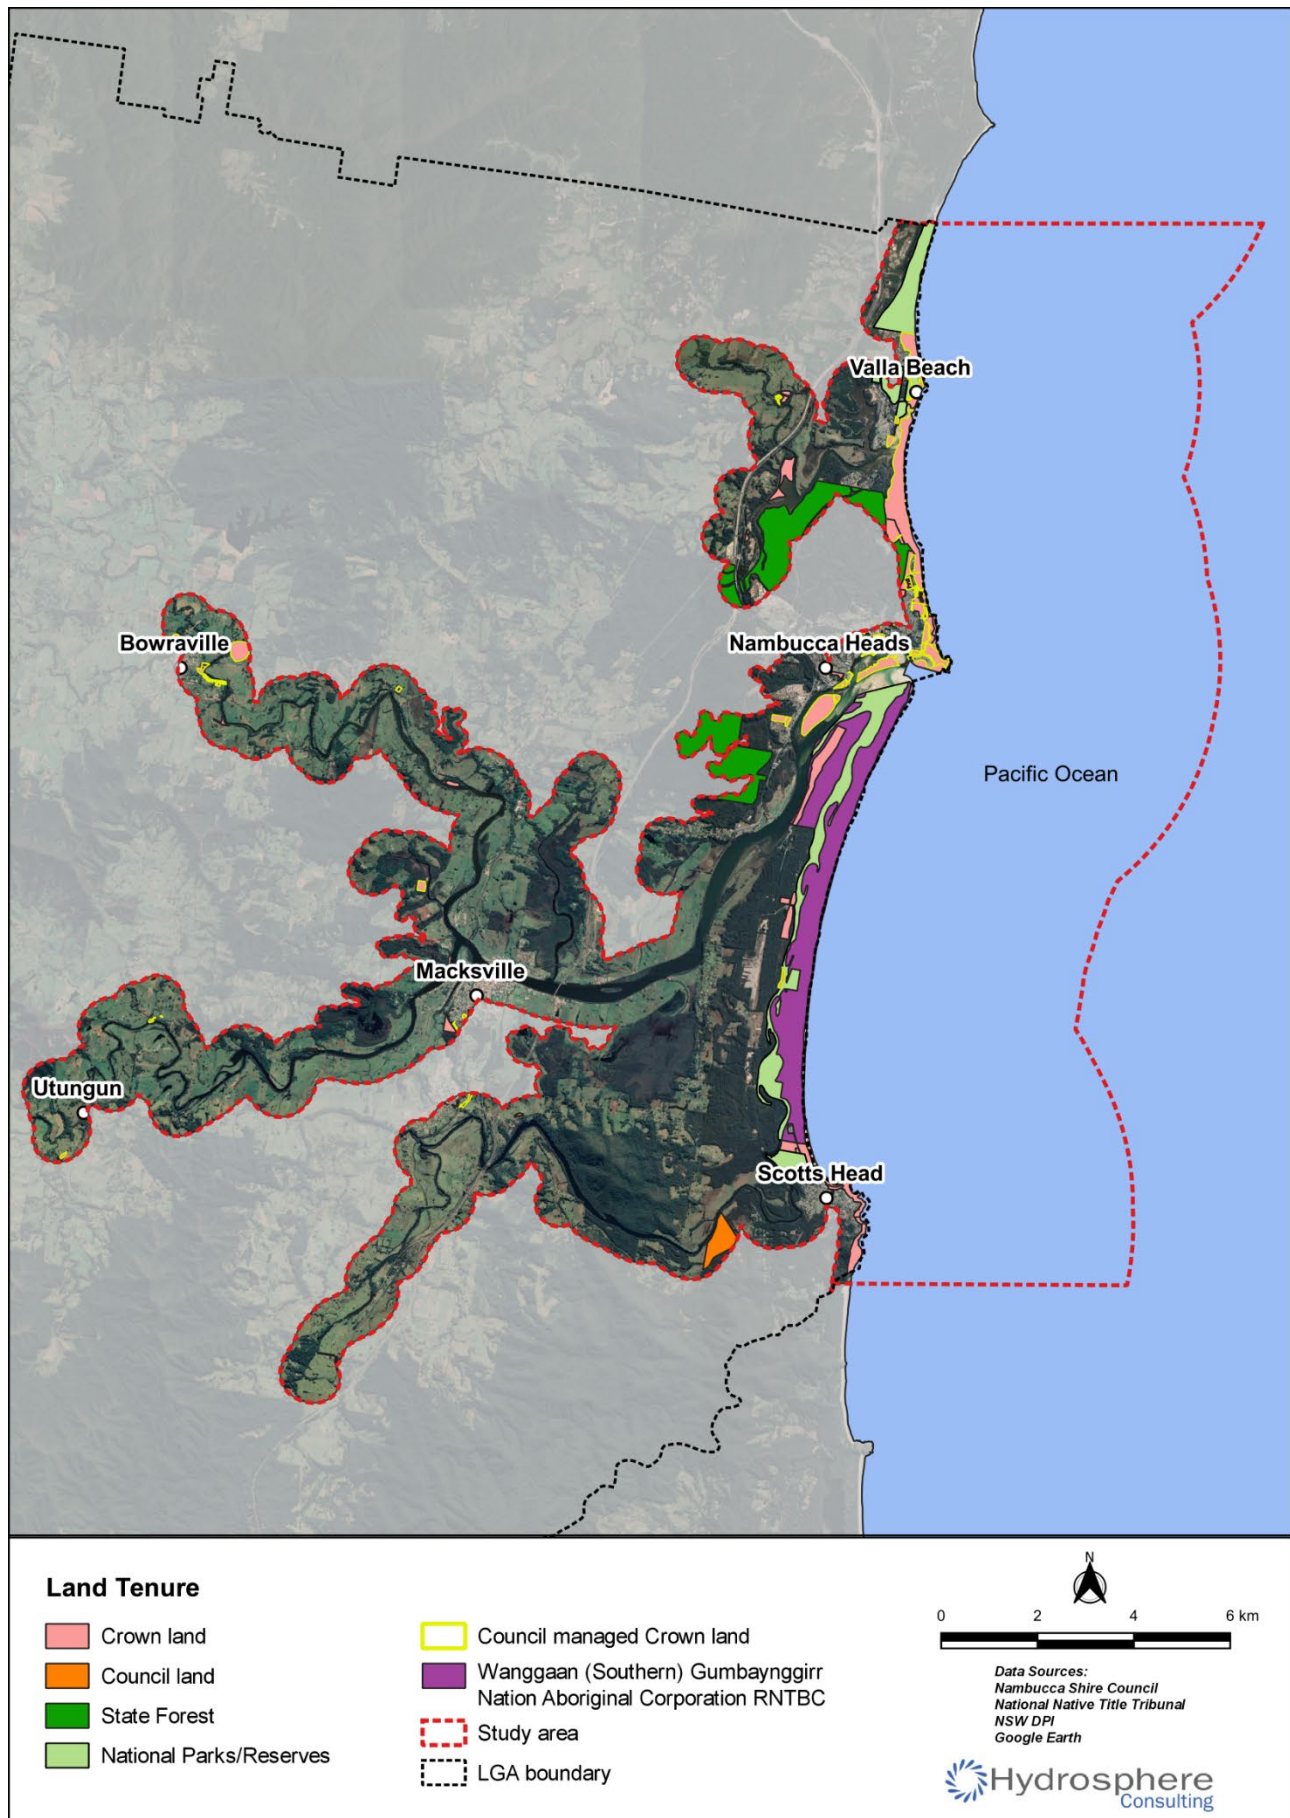 Valla Beach
Bowraville
Nambucca Heads
Pacific Ocean
Macksville
Utungun
Scotts Head
Land Tenure
Crown land
Council land
State Forest
National Parks/Reserves
Council managed Crown land
Wanggaan (Southern) Gumbaynggirr
Nation Aboriginal Corporation RNTBC
Study area
LGA boundary
N
0 2 4 6 km
Data Sources:
Nambucca Shire Council
National Native Title Tribunal
NSW DPI
Google Earth
Hydrosphere
Consulting